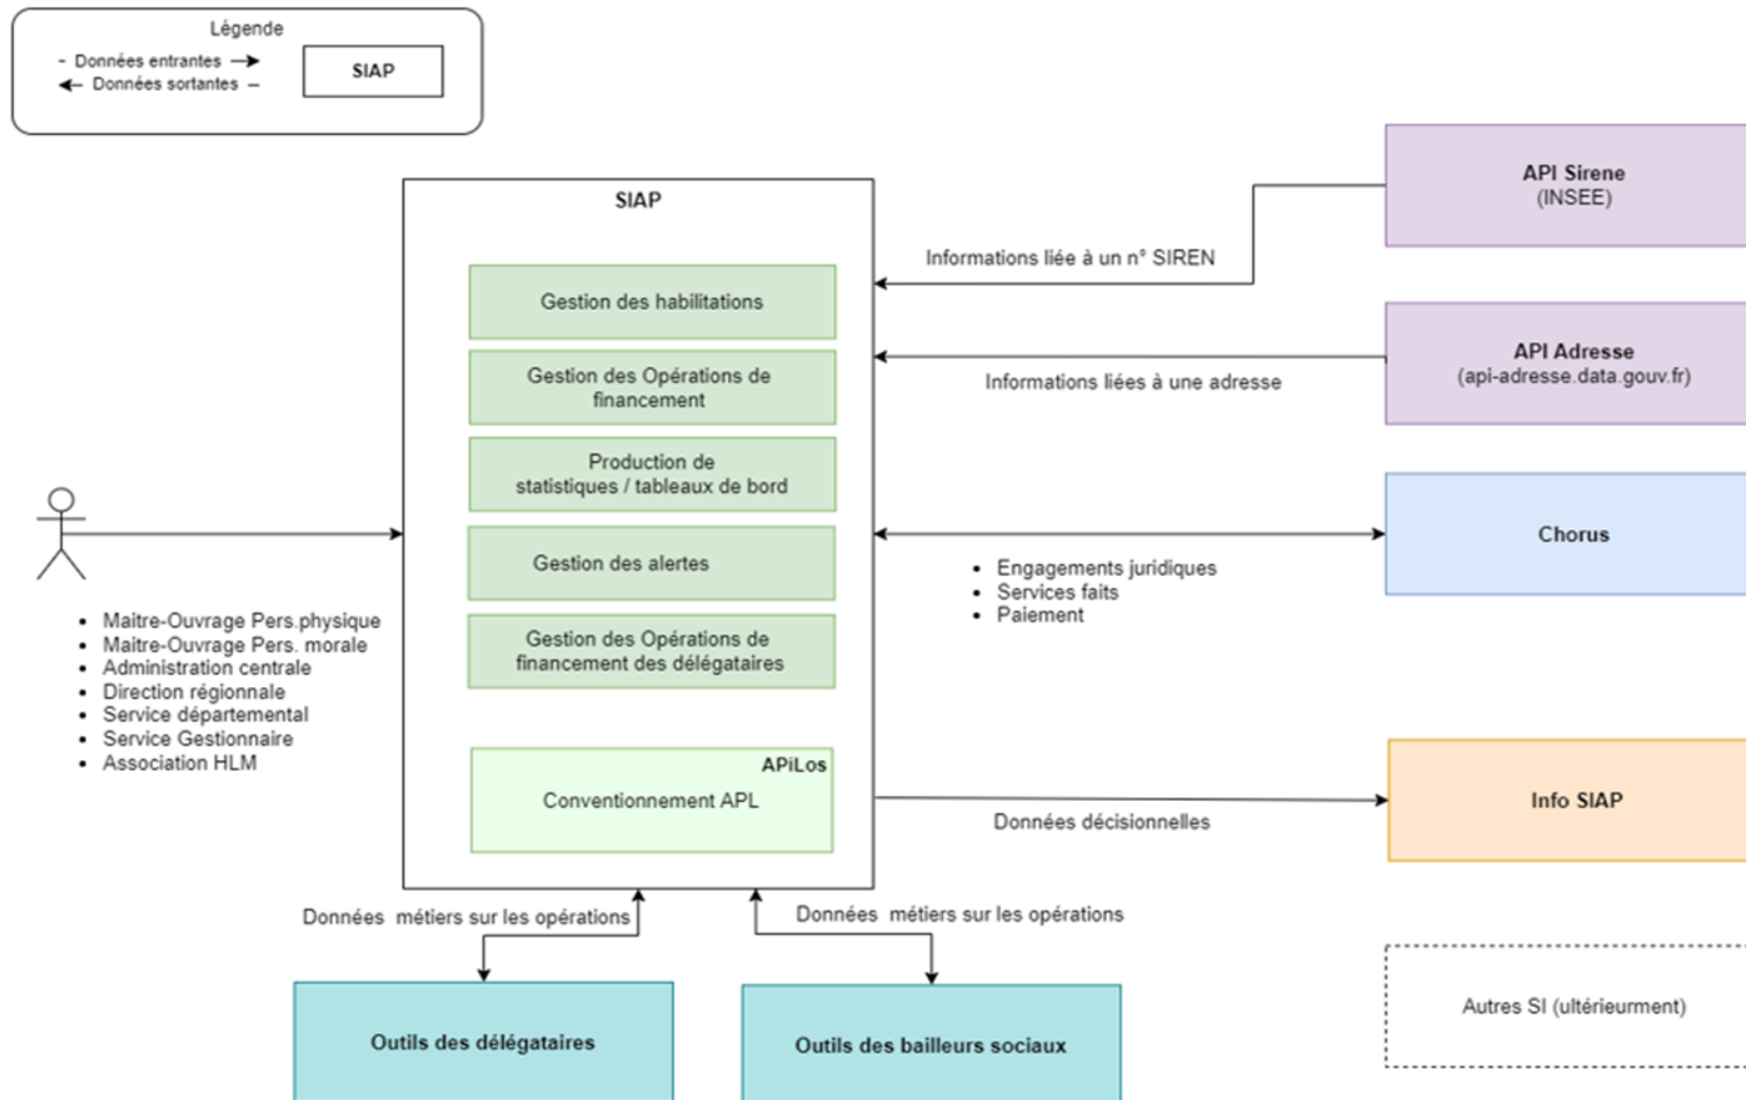 Légende
- Données entrantes
Données sortantes -
SIAP
SIAP
Gestion des habilitations
Gestion des Opérations de
financement
Production de
statistiques / tableaux de bord
Gestion des alertes
Gestion des Opérations de
financement des délégataires
APiLos
Conventionnement APL
• Maitre-Ouvrage Pers.physique
• Maitre-Ouvrage Pers. morale
• Administration centrale
• Direction régionnale
• Service départemental
• Service Gestionnaire
• Association HLM
Informations liée à un n° SIREN
API Sirene
(INSEE)
Informations liées à une adresse
API Adresse
(api-adresse.data.gouv.fr)
• Engagements juridiques
• Services faits
• Paiement
Chorus
Données décisionnelles
Info SIAP
Données métiers sur les opérations
Données métiers sur les opérations
Outils des délégataires
Outils des bailleurs sociaux
Autres SI (ultérieurment)